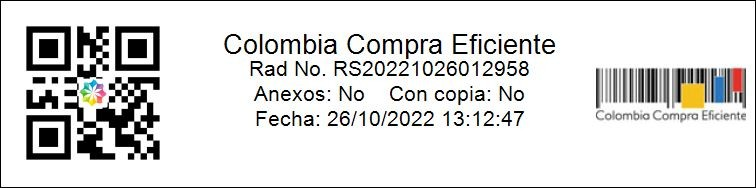 Colombia Compra Eficiente
Rad No. RS20221026012958
Anexos: No Con copia: No
Fecha: 26/10/2022 13:12:47
Colombia Compra Eficiente